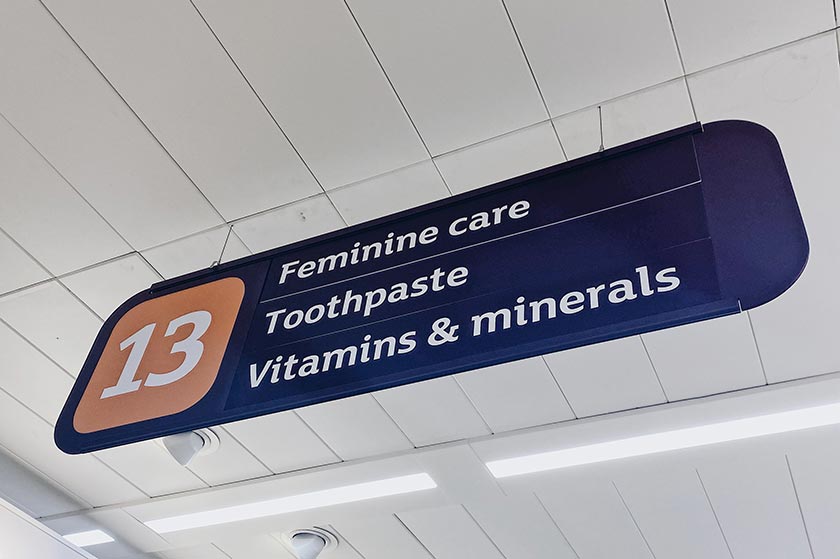 13
Feminine care
Toothpaste
Vitamins & minerals